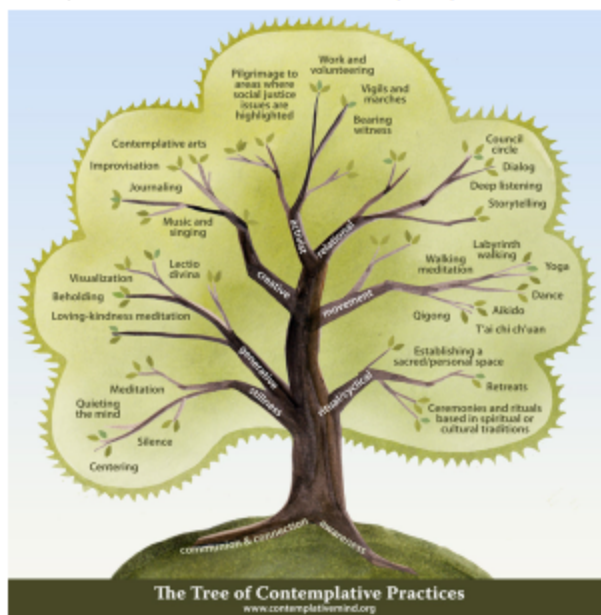 Work and
volunteering
Pilgrimage to
areas where
social justice
issues are
highlighted
Vigils and
marches
Bearing
witness
Contemplative arts
Improvisation
Journaling
Music and
singing
Council
circle
Dialog
Deep listening
Storytelling
activist
relational
creative
Lectio
divina
Visualization
Beholding
Loving-kindness meditation
generative
Labyrinth
walking
Walking
meditation
Yoga
Dance
Aikido
Qigong
T'ai chi ch'uan
movement
Meditation
Quieting
the mind
Silence
Centering
stillness
Establishing a
sacred/personal space
Retreats
Ceremonies and rituals
based in spiritual or
cultural traditions
ritual/cyclical
communion & connection
awareness
The Tree of Contemplative Practices
www.contemplativemind.org